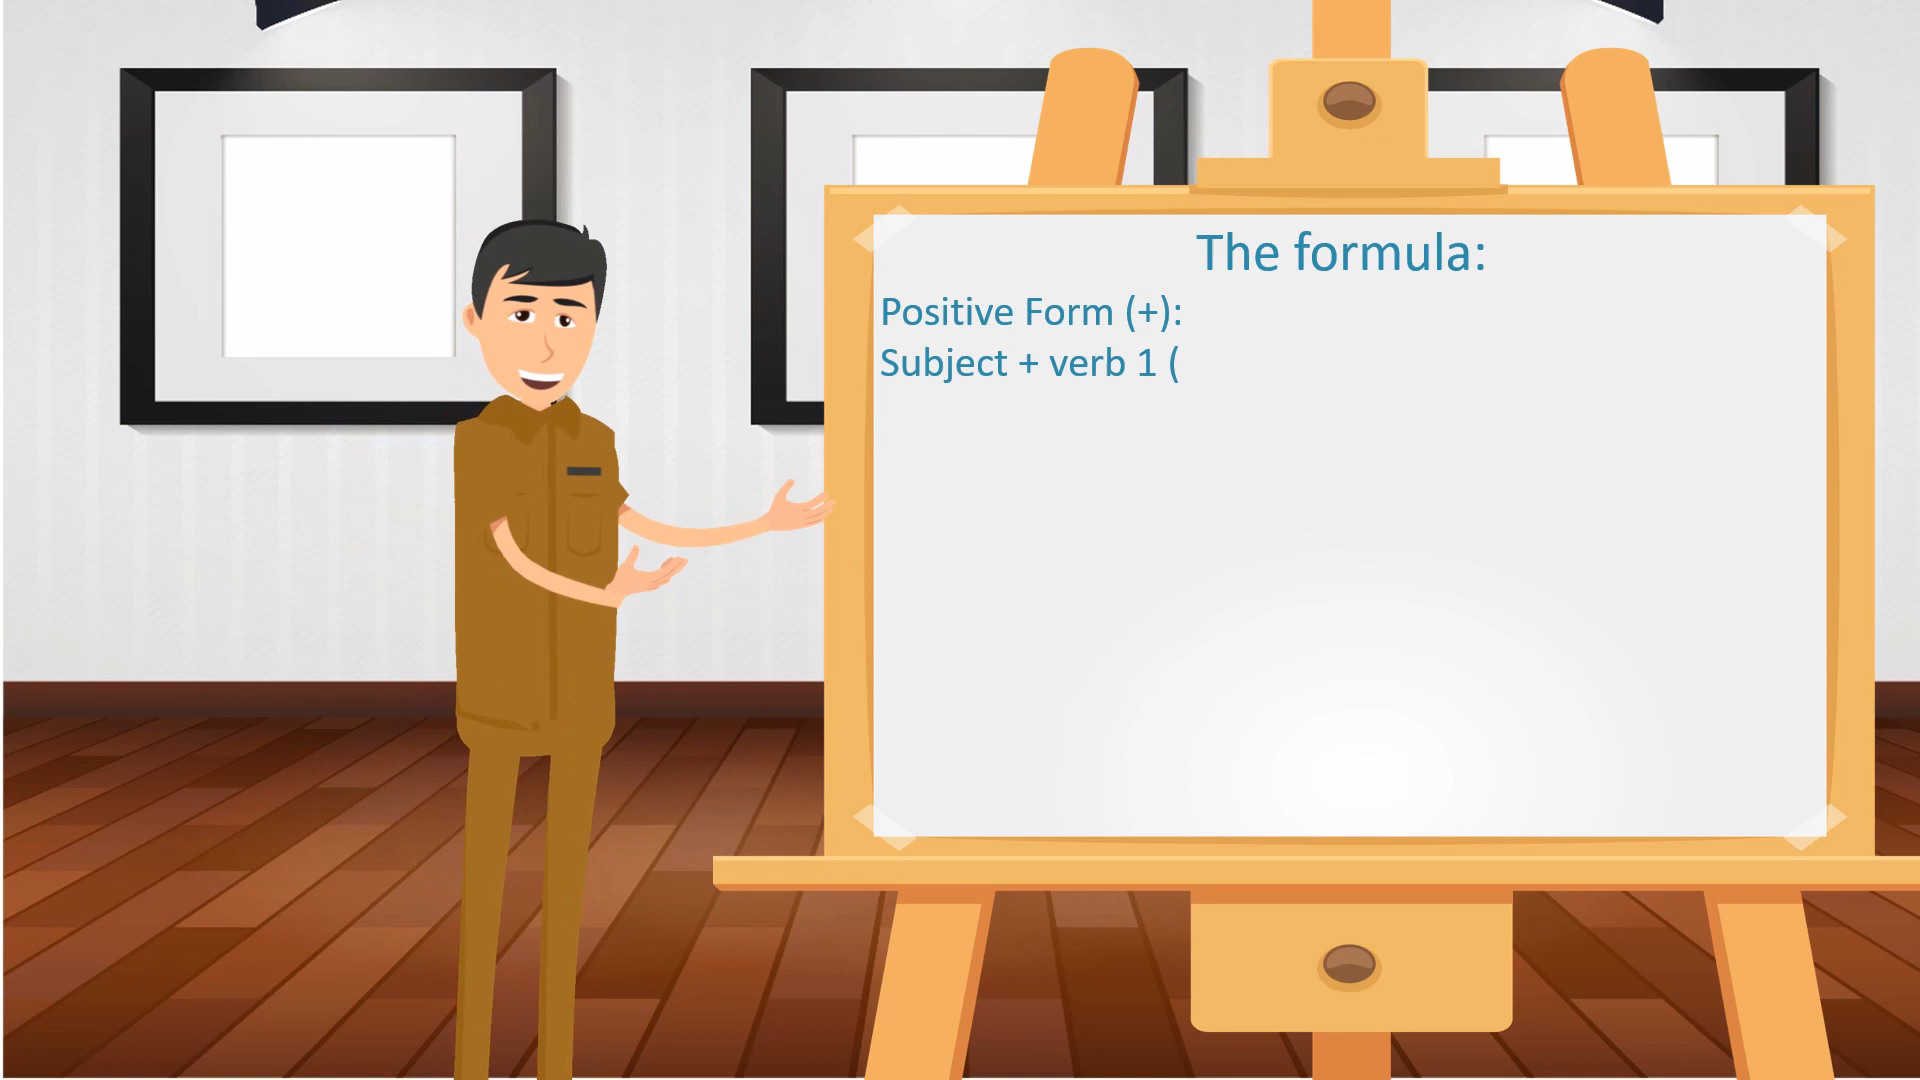 The formula:
Positive Form (+):
Subject + verb 1 (